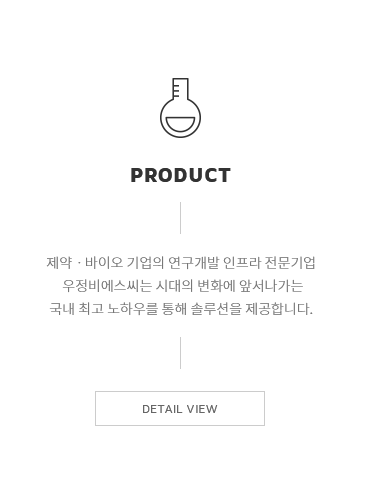 PRODUCT
제약 · 바이오 기업의 연구개발 인프라 전문기업
우정비에스씨는 시대의 변화에 앞서나가는
국내 최고 노하우를 통해 솔루션을 제공합니다.
DETAIL VIEW